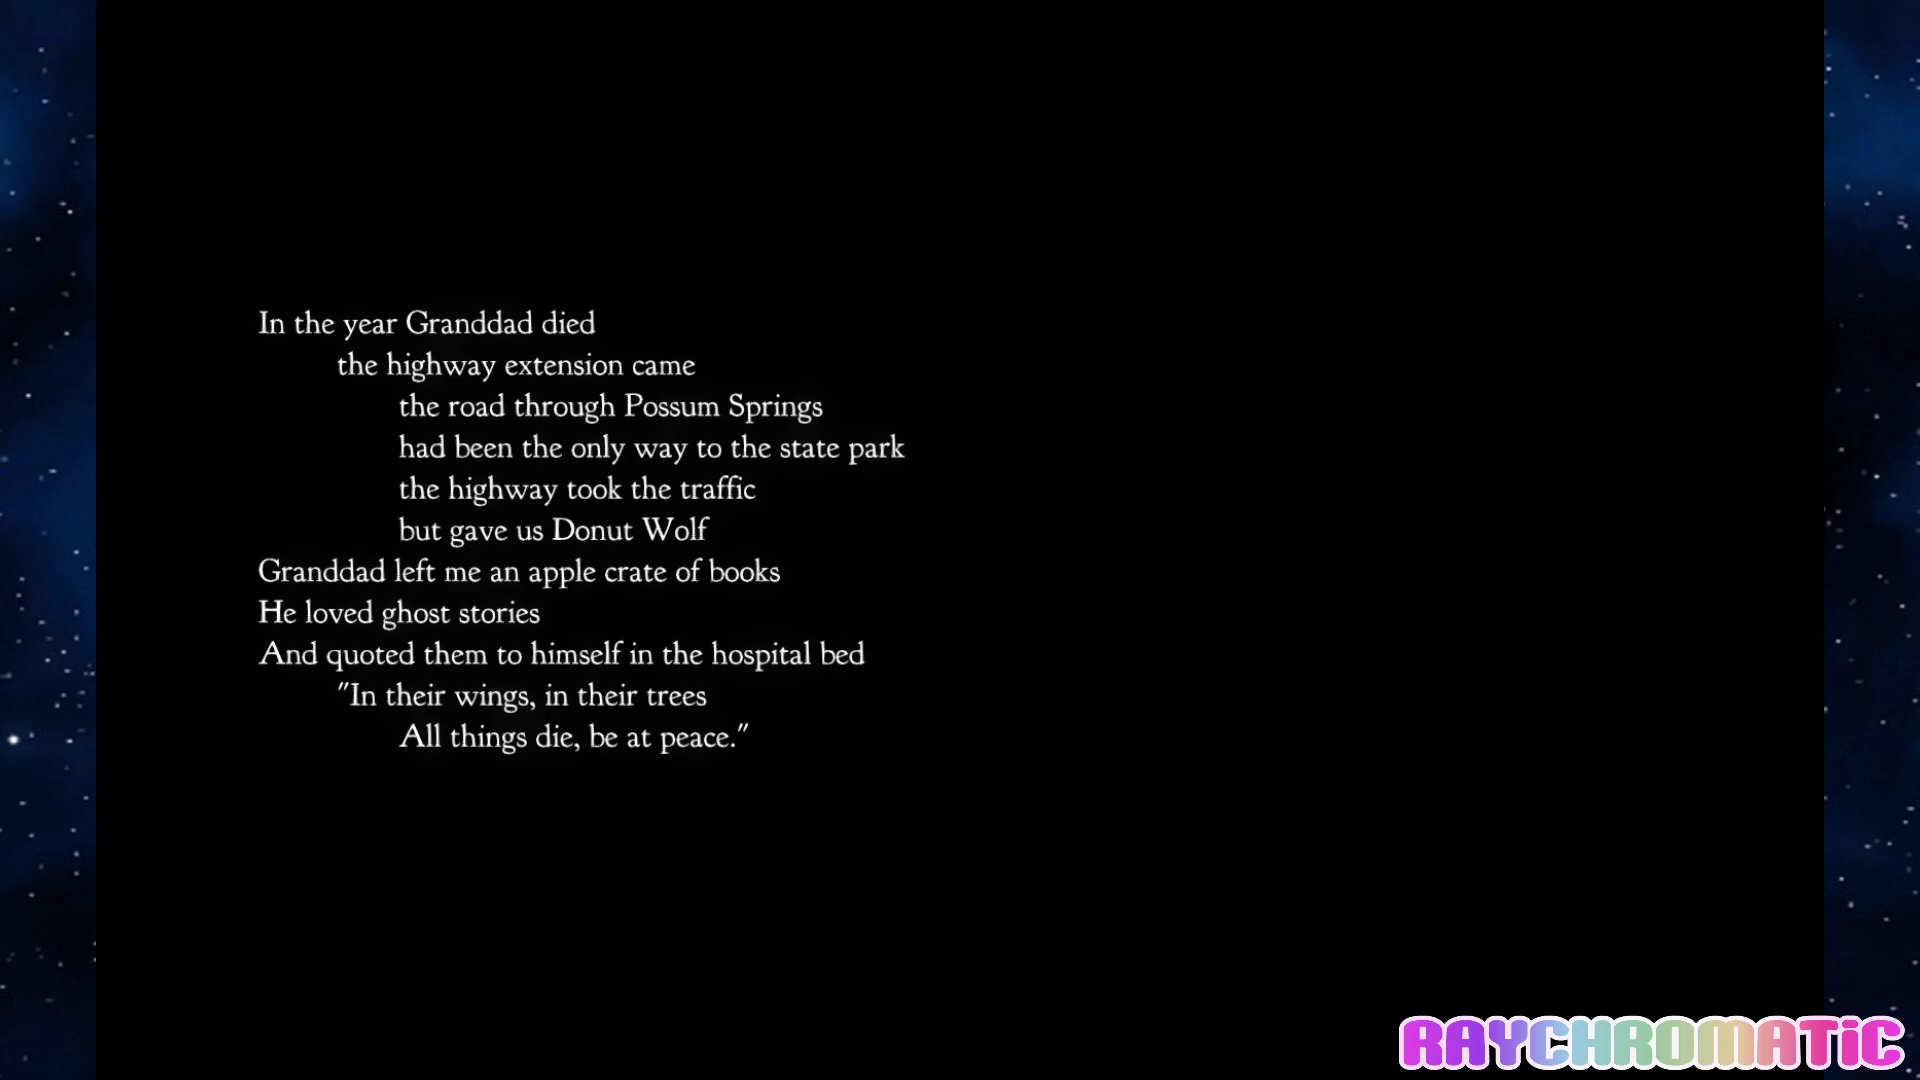 In the year Granddad died
the highway extension came
the road through Possum Springs
had been the only way to the state park
the highway took the traffic
but gave us Donut Wolf
Granddad left me an apple crate of books
He loved ghost stories
And quoted them to himself in the hospital bed
"In their wings, in their trees
All things die, be at peace."
RAYCHROMATiC